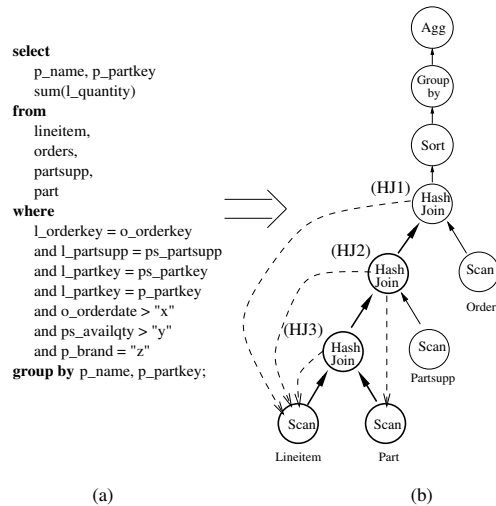 select
p_name, p_partkey
sum(l_quantity)
from
lineitem,
orders,
partsupp,
part
where
l_orderkey = o_orderkey
and l_partsupp = ps_partsupp
and l_partkey = ps_partkey
and l_partkey = p_partkey
and o_orderdate > "x"
and ps_availqty > "y"
and p_brand = "z"
group by p_name, p_partkey;
(a)
Agg
Group
by
Sort
(HJ1)
Hash
Join
(HJ2)
Hash
Join
Scan
Order
(HJ3)
Hash
Join
Scan
Partsupp
Scan
Lineitem
Scan
Part
(b)